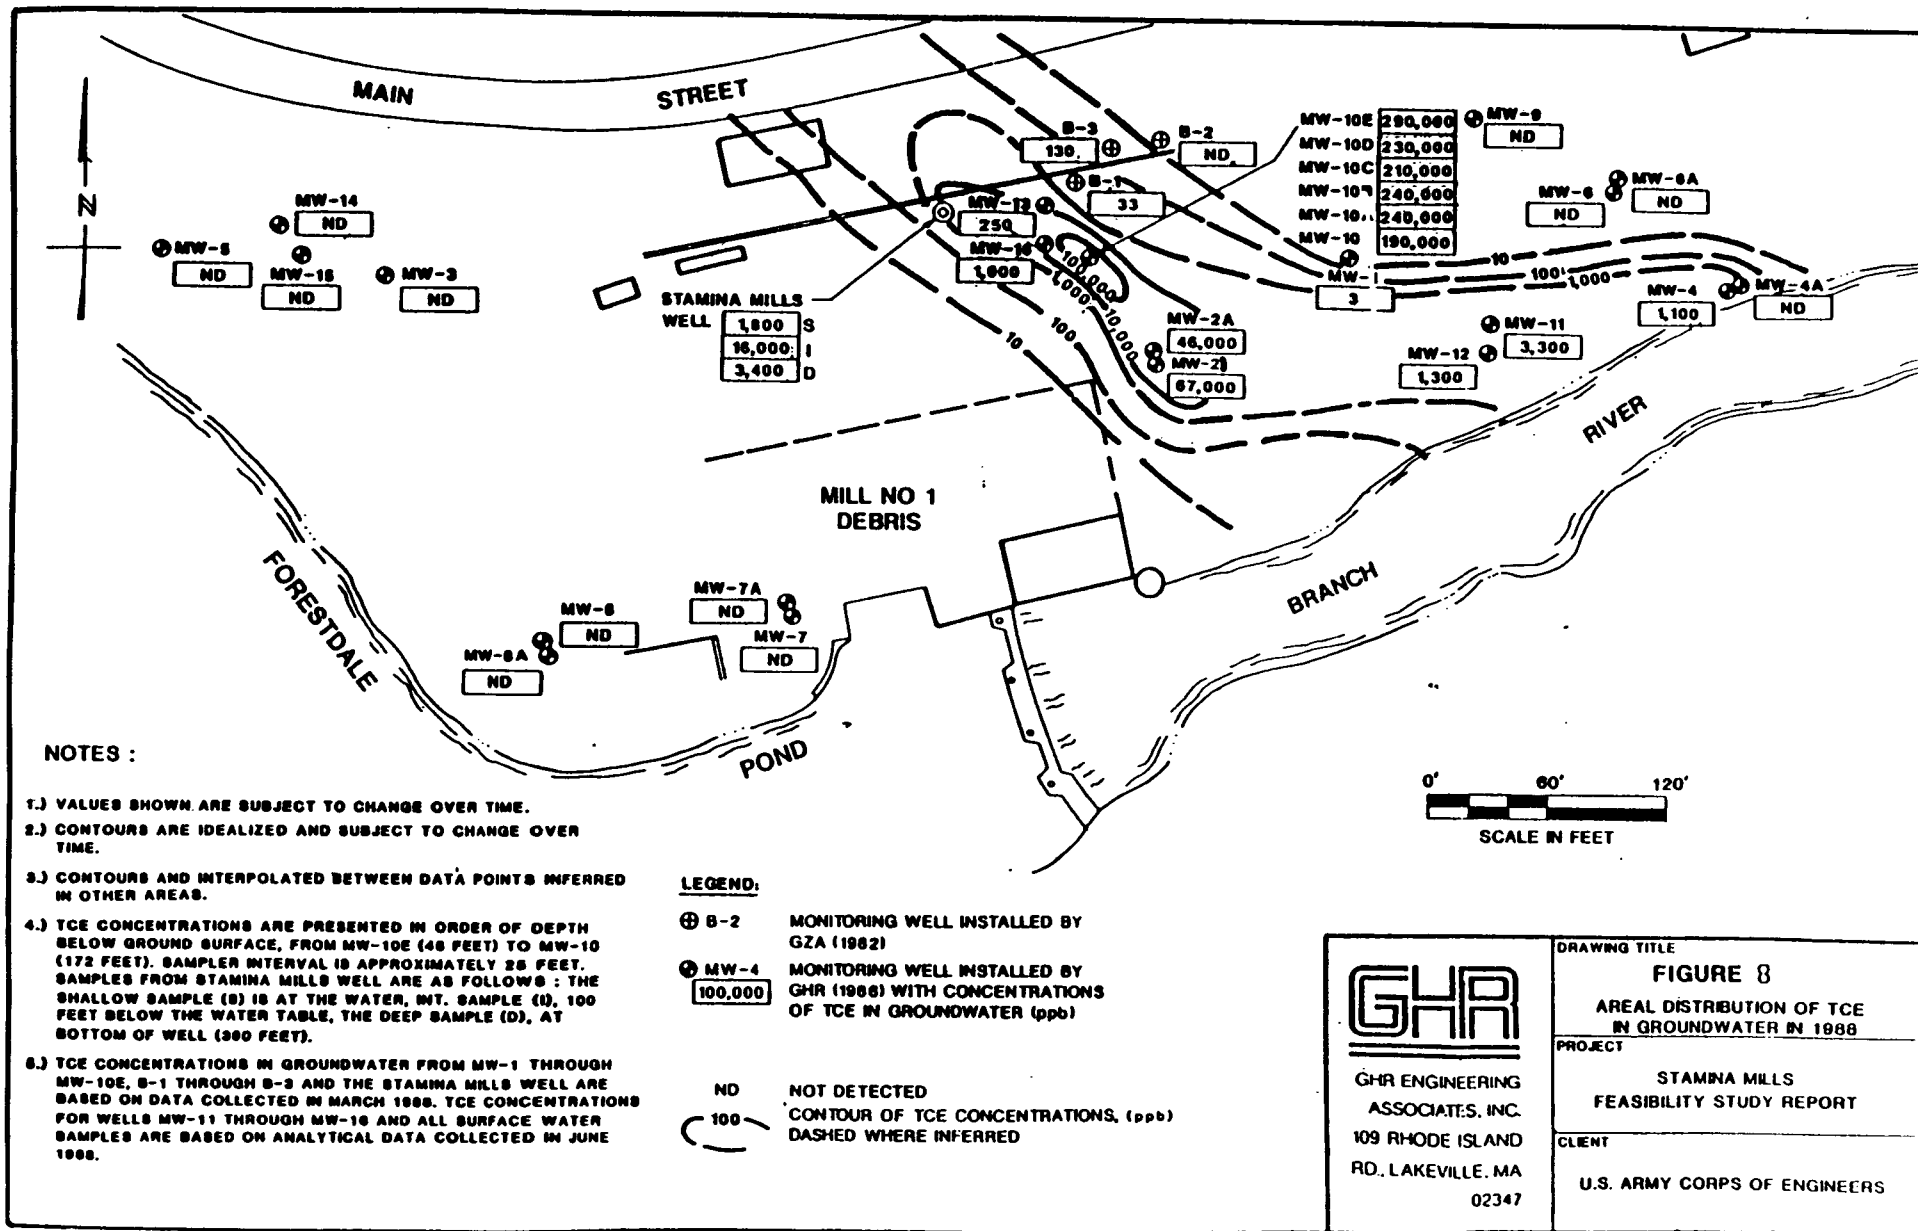 MAIN STREET
N
MW-14
ND
MW-5
ND
MW-15
ND
MW-3
ND
STAMINA MILLS
WELL
1,800 S
16,000 I
3,400 D
B-3
130
B-2
ND
B-1
33
MW-13
250
MW-16
100,000
1,000
10,000
100
10
MW-10E 290,000
MW-10D 230,000
MW-10C 210,000
240,000
240,000
MW-10 190,000
MW-9
ND
MW-6
ND
MW-6A
ND
MW-1
3
10
100
1,000
MW-4
1,100
MW-4A
ND
MW-2A
46,000
MW-2
67,000
MW-11
3,300
MW-12
1,300
MILL NO 1
DEBRIS
BRANCH RIVER
FORESTDALE POND
MW-7A
ND
MW-7
ND
MW-8
ND
MW-8A
ND
0' 60' 120'
SCALE IN FEET
NOTES :
1.) VALUES SHOWN ARE SUBJECT TO CHANGE OVER TIME.
2.) CONTOURS ARE IDEALIZED AND SUBJECT TO CHANGE OVER
TIME.
3.) CONTOURS AND INTERPOLATED BETWEEN DATA POINTS INFERRED
IN OTHER AREAS.
4.) TCE CONCENTRATIONS ARE PRESENTED IN ORDER OF DEPTH
BELOW GROUND SURFACE, FROM MW-10E (46 FEET) TO MW-10
(172 FEET). SAMPLER INTERVAL IS APPROXIMATELY 25 FEET.
SAMPLES FROM STAMINA MILLS WELL ARE AS FOLLOWS : THE
SHALLOW SAMPLE (S) IS AT THE WATER, INT. SAMPLE (I), 100
FEET BELOW THE WATER TABLE, THE DEEP SAMPLE (D), AT
BOTTOM OF WELL (300 FEET).
5.) TCE CONCENTRATIONS IN GROUNDWATER FROM MW-1 THROUGH
MW-10E, B-1 THROUGH B-3 AND THE STAMINA MILLS WELL ARE
BASED ON DATA COLLECTED IN MARCH 1988. TCE CONCENTRATIONS
FOR WELLS MW-11 THROUGH MW-16 AND ALL SURFACE WATER
SAMPLES ARE BASED ON ANALYTICAL DATA COLLECTED IN JUNE
1988.
LEGEND:
B-2 MONITORING WELL INSTALLED BY
GZA (1982)
MW-4 MONITORING WELL INSTALLED BY
100,000 GHR (1986) WITH CONCENTRATIONS
OF TCE IN GROUNDWATER (ppb)
ND NOT DETECTED
100 CONTOUR OF TCE CONCENTRATIONS, (ppb)
DASHED WHERE INFERRED
GHR
GHR ENGINEERING
ASSOCIATES, INC.
109 RHODE ISLAND
RD., LAKEVILLE, MA
02347
DRAWING TITLE
FIGURE 8
AREAL DISTRIBUTION OF TCE
IN GROUNDWATER IN 1988
PROJECT
STAMINA MILLS
FEASIBILITY STUDY REPORT
CLIENT
U.S. ARMY CORPS OF ENGINEERS